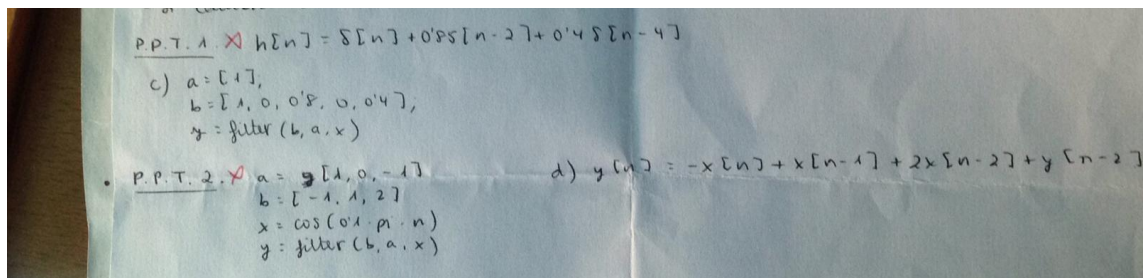 P.P.T. 1. x h[n] = δ[n] + 0'8δ[n-2] + 0'4 δ[n-4]
c) a = [1],
b = [1, 0, 0'8, 0, 0'4],
y = filter (b, a, x)
• P.P.T. 2. x a = [1, 0, -1]
b = [-1, 1, 2]
x = cos(0'1 · pi · n)
y = filter (b, a, x)
d) y[n] = -x[n] + x[n-1] + 2x[n-2] + y[n-2]